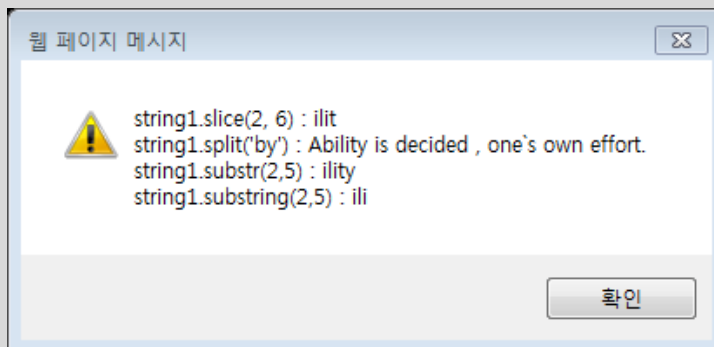 웹 페이지 메시지
string1.slice(2, 6) : ilit
string1.split('by') : Ability is decided , one`s own effort.
string1.substr(2,5) : ility
string1.substring(2,5) : ili
확인